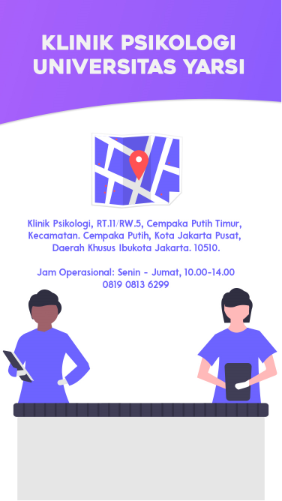 KLINIK PSIKOLOGI
UNIVERSITAS YARSI
Klinik Psikologi, RT.11/RW.5, Cempaka Putih Timur,
Kecamatan. Cempaka Putih, Kota Jakarta Pusat,
Daerah Khusus Ibukota Jakarta. 10510.
Jam Operasional: Senin - Jumat, 10.00-14.00
0819 0813 6299